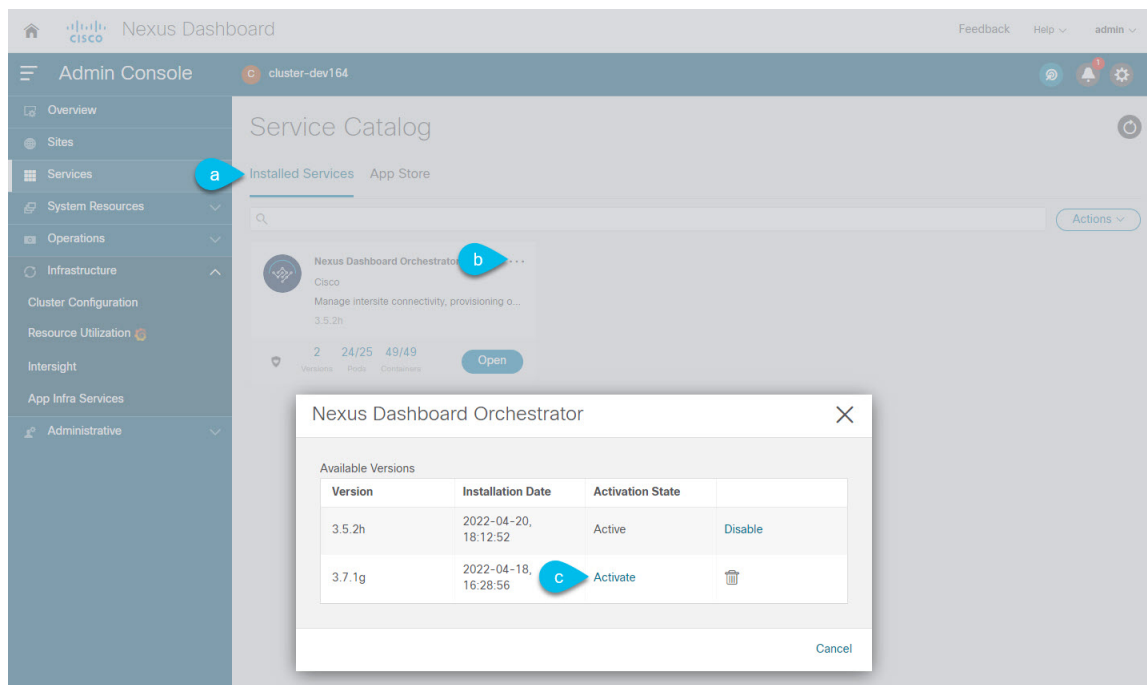 cisco Nexus Dashboard Feedback Help admin
Admin Console C cluster-dev164 1
Overview
Sites
Services
System Resources
Operations
Infrastructure
Cluster Configuration
Resource Utilization
Intersight
App Infra Services
Administrative
Service Catalog
a Installed Services App Store
Actions
Nexus Dashboard Orchestrator b ...
Cisco
Manage intersite connectivity, provisioning o...
3.5.2h
2 24/25 49/49
Versions Pods Containers
Open
Nexus Dashboard Orchestrator
Available Versions
Version Installation Date Activation State
3.5.2h 2022-04-20, 18:12:52 Active Disable
3.7.1g 2022-04-18, 16:28:56 c Activate
Cancel